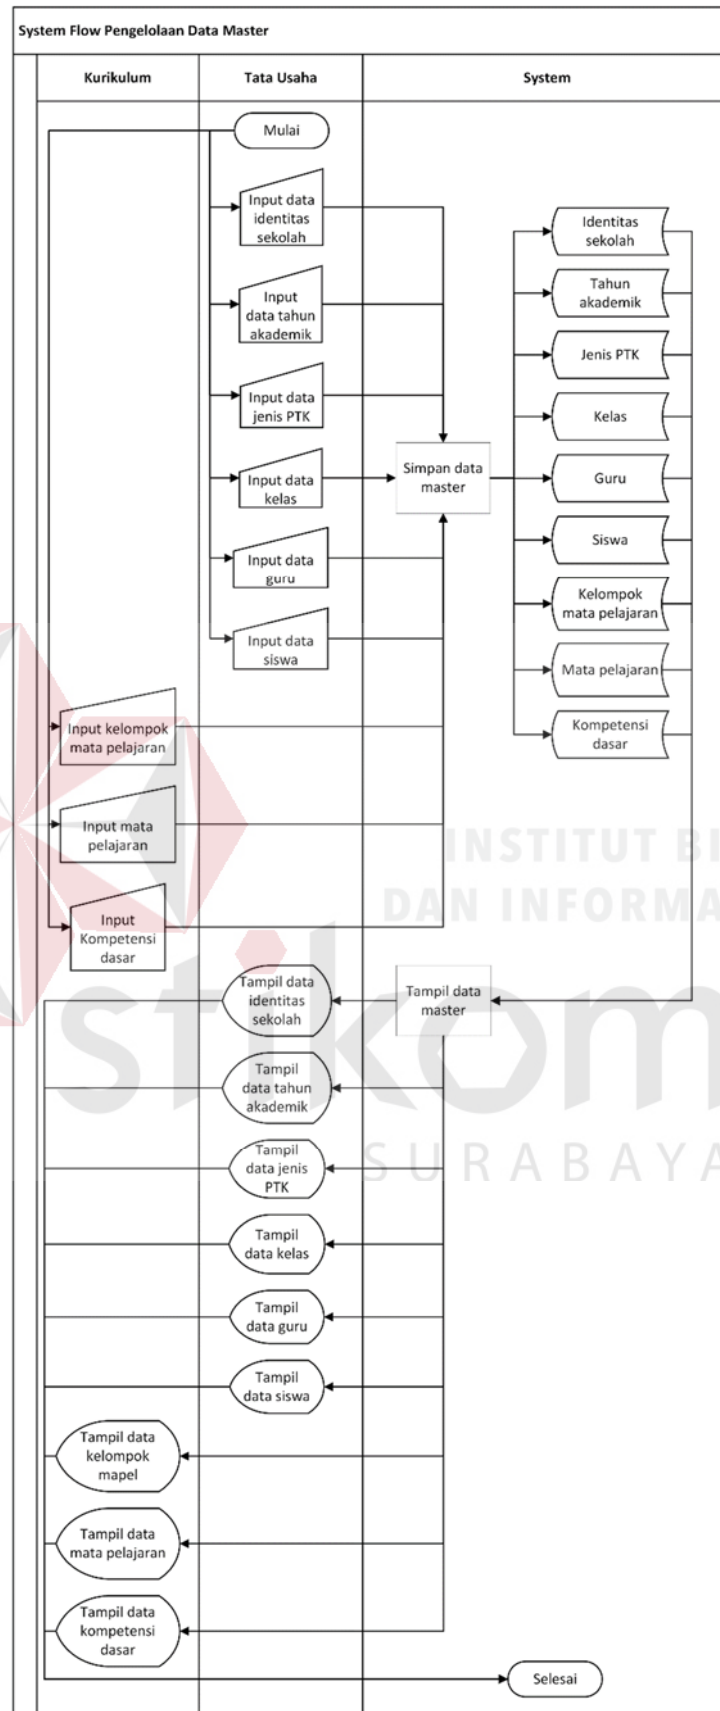 System Flow Pengelolaan Data Master
Kurikulum
Tata Usaha
System
Mulai
Input data
identitas
sekolah
Input
data tahun
akademik
Input data
jenis PTK
Input data
kelas
Input data
guru
Input data
siswa
Input kelompok
mata pelajaran
Input mata
pelajaran
Input
Kompetensi
dasar
Simpan data
master
Identitas
sekolah
Tahun
akademik
Jenis PTK
Kelas
Guru
Siswa
Kelompok
mata pelajaran
Mata pelajaran
Kompetensi
dasar
INSTITUT BI
DAN INFORMA
stikom
SURABAYA
Tampil data
master
Tampil data
identitas
sekolah
Tampil
data tahun
akademik
Tampil
data jenis
PTK
Tampil
data kelas
Tampil
data guru
Tampil
data siswa
Tampil data
kelompok
mapel
Tampil data
mata pelajaran
Tampil data
kompetensi
dasar
Selesai